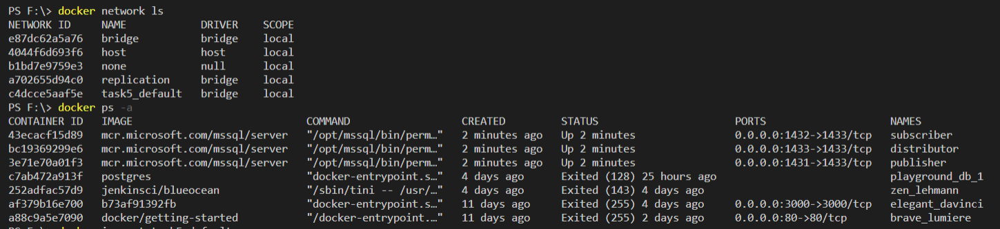 PS F:\> docker network ls
NETWORK ID     NAME            DRIVER    SCOPE
e87dc62a5a76   bridge          bridge    local
4044f6d693f6   host            host      local
b1bd7e9759e3   none            null      local
a702655d94c0   replication     bridge    local
c4dcce5aaf5e   task5_default   bridge    local
PS F:\> docker ps -a
CONTAINER ID   IMAGE                            COMMAND                  CREATED         STATUS                      PORTS                    NAMES
43ecacf15d89   mcr.microsoft.com/mssql/server   "/opt/mssql/bin/perm…"   2 minutes ago   Up 2 minutes                0.0.0.0:1432->1433/tcp   subscriber
bc19369299e6   mcr.microsoft.com/mssql/server   "/opt/mssql/bin/perm…"   2 minutes ago   Up 2 minutes                0.0.0.0:1433->1433/tcp   distributor
3e71e70a01f3   mcr.microsoft.com/mssql/server   "/opt/mssql/bin/perm…"   2 minutes ago   Up 2 minutes                0.0.0.0:1431->1433/tcp   publisher
c7ab472a913f   postgres                         "docker-entrypoint.s…"   4 days ago      Exited (128) 25 hours ago                            playground_db_1
252adfac57d9   jenkinsci/blueocean              "/sbin/tini -- /usr/…"   4 days ago      Exited (143) 4 days ago                              zen_lehmann
af379b16e700   b73af91392fb                     "docker-entrypoint.s…"   11 days ago     Exited (255) 4 days ago     0.0.0.0:3000->3000/tcp   elegant_davinci
a88c9a5e7090   docker/getting-started           "/docker-entrypoint.…"   11 days ago     Exited (255) 2 days ago     0.0.0.0:80->80/tcp       brave_lumiere